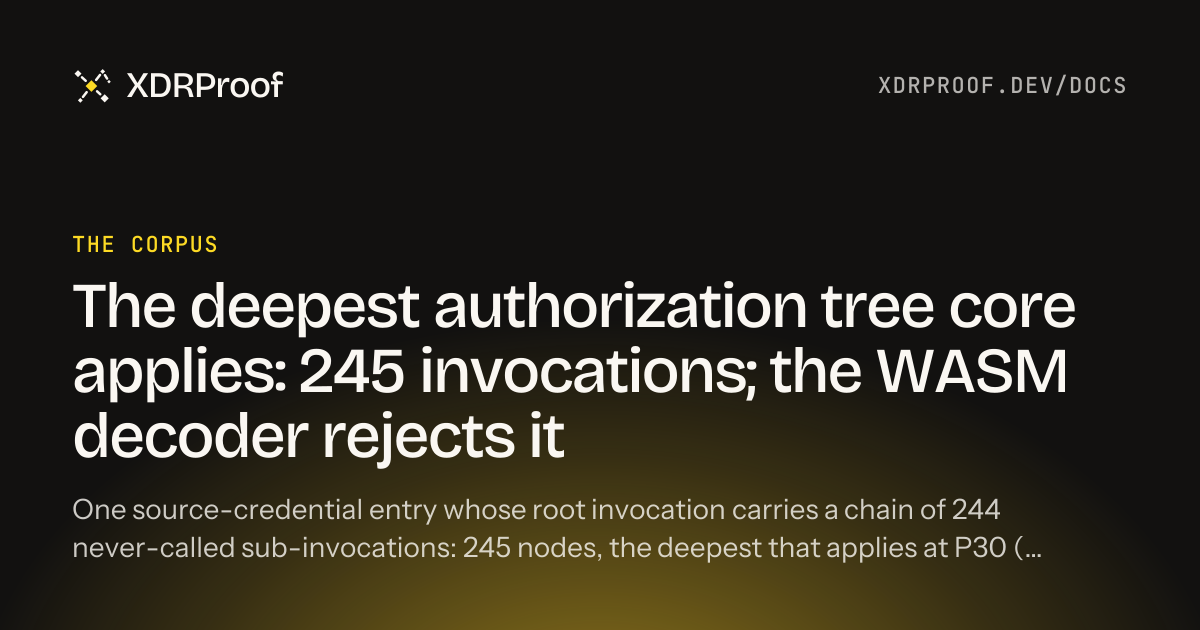 XDRProof
XDRPROOF.DEV/DOCS
THE CORPUS
The deepest authorization tree core
applies: 245 invocations; the WASM
decoder rejects it
One source-credential entry whose root invocation carries a chain of 244
never-called sub-invocations: 245 nodes, the deepest that applies at P30 (...